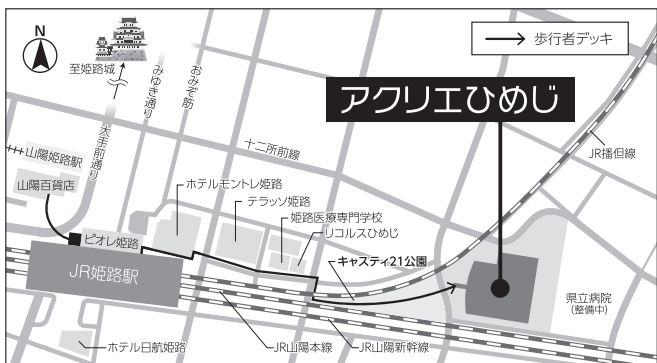 N
歩行者デッキ
至姫路城
みゆき通り
おみぞ筋
大手前通り
アクリエひめじ
十二所前線
JR播但線
山陽姫路駅
山陽百貨店
ホテルモントレ姫路
テラッソ姫路
姫路医療専門学校
リコルスひめじ
ピオレ姫路
キャスティ21公園
JR姫路駅
県立病院
(整備中)
ホテル日航姫路
JR山陽本線
JR山陽新幹線